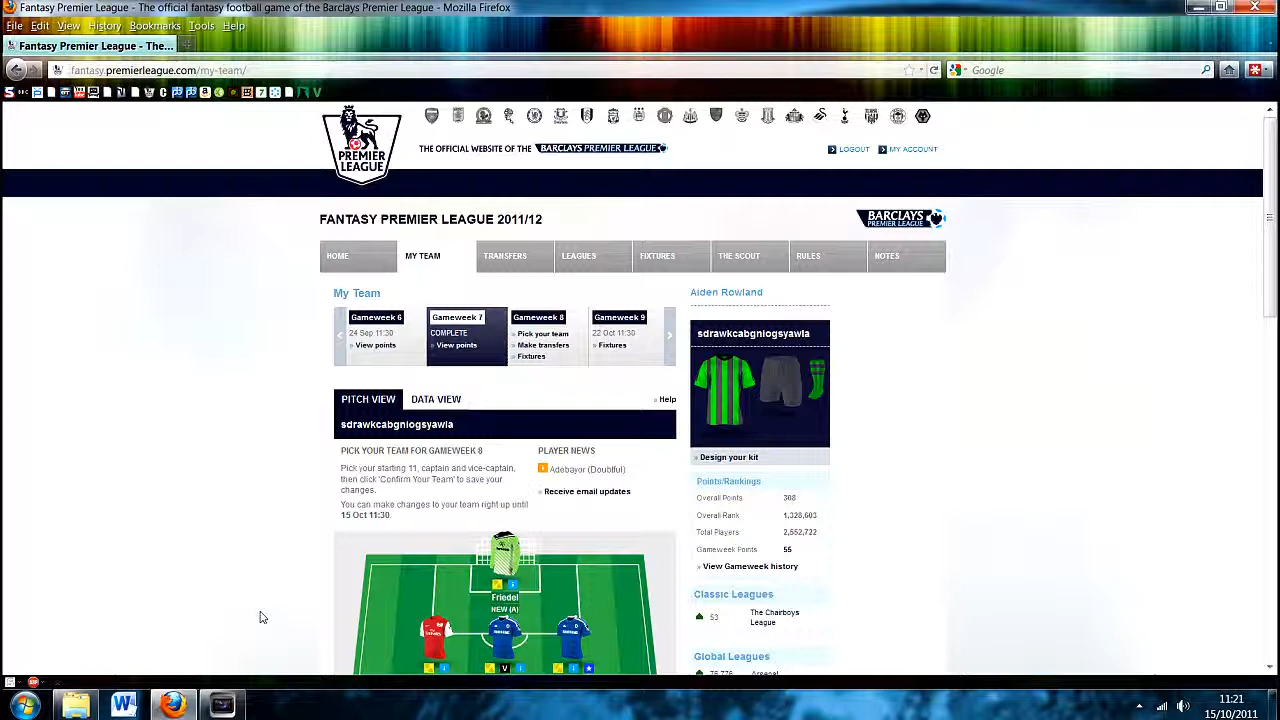 Fantasy Premier League - The official fantasy football game of the Barclays Premier League - Mozilla Firefox
File Edit View History Bookmarks Tools Help
Fantasy Premier League - The...
fantasy.premierleague.com/my-team/
Google
PREMIER LEAGUE
THE OFFICIAL WEBSITE OF THE BARCLAYS PREMIER LEAGUE
LOGOUT MY ACCOUNT
FANTASY PREMIER LEAGUE 2011/12
BARCLAYS PREMIER LEAGUE
HOME MY TEAM TRANSFERS LEAGUES FIXTURES THE SCOUT RULES NOTES
My Team
Gameweek 6
24 Sep 11:30
» View points
Gameweek 7
COMPLETE
» View points
Gameweek 8
» Pick your team
» Make transfers
» Fixtures
Gameweek 9
22 Oct 11:30
» Fixtures
PITCH VIEW DATA VIEW » Help
sdrawkcabgniogsyawla
PICK YOUR TEAM FOR GAMEWEEK 8
Pick your starting 11, captain and vice-captain,
then click 'Confirm Your Team' to save your
changes.
You can make changes to your team right up until
15 Oct 11:30.
PLAYER NEWS
Adebayor (Doubtful)
» Receive email updates
Friedel
NEW (A)
V
Aiden Rowland
sdrawkcabgniogsyawla
» Design your kit
Points/Rankings
Overall Points 308
Overall Rank 1,328,603
Total Players 2,552,722
Gameweek Points 55
» View Gameweek history
Classic Leagues
53 The Chairboys
League
Global Leagues
11:21
15/10/2011